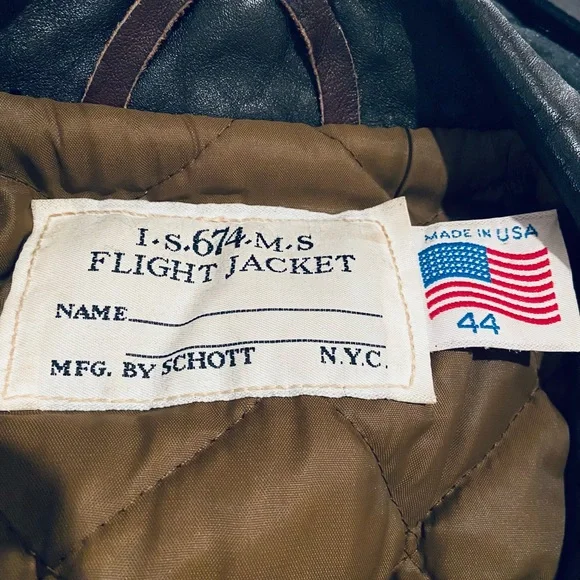 I.S.674.M.S
FLIGHT JACKET
NAME
MFG. BY SCHOTT N.Y.C.
MADE IN USA
44